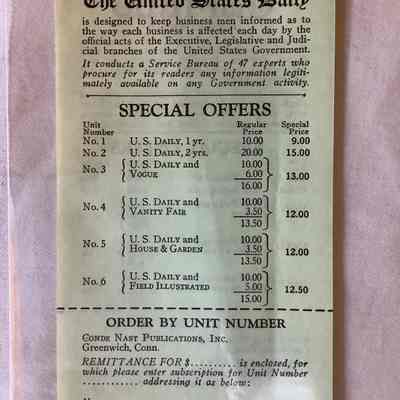 The United States Daily
is designed to keep business men informed as to
the way each business is affected each day by the
official acts of the Executive, Legislative and Judi-
cial branches of the United States Government.
It conducts a Service Bureau of 47 experts who
procure for its readers any information legiti-
mately available on any Government activity.
SPECIAL OFFERS
Unit Number Regular Price Special Price
No. 1 U. S. DAILY, 1 yr. 10.00 9.00
No. 2 U. S. DAILY, 2 yrs. 20.00 15.00
No. 3 U. S. DAILY and 10.00
VOGUE 6.00 13.00
16.00
No. 4 U. S. DAILY and 10.00
VANITY FAIR 3.50 12.00
13.50
No. 5 U. S. DAILY and 10.00
HOUSE & GARDEN 3.50 12.00
13.50
No. 6 U. S. DAILY and 10.00
FIELD ILLUSTRATED 5.00 12.50
15.00
ORDER BY UNIT NUMBER
CONDE NAST PUBLICATIONS, INC.
Greenwich, Conn.
REMITTANCE FOR $.......... is enclosed, for
which please enter subscription for Unit Number
............ addressing it as below: